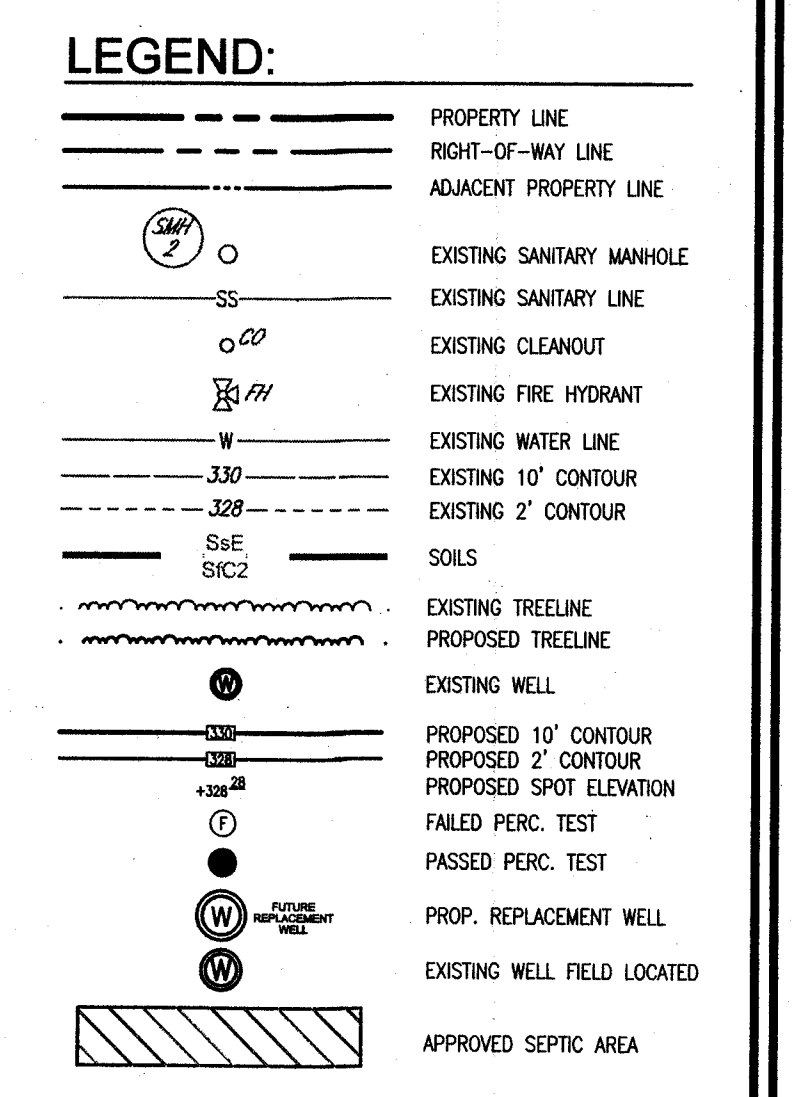 LEGEND:
PROPERTY LINE
RIGHT-OF-WAY LINE
ADJACENT PROPERTY LINE
SMH
2
EXISTING SANITARY MANHOLE
SS
EXISTING SANITARY LINE
CO
EXISTING CLEANOUT
FH
EXISTING FIRE HYDRANT
W
EXISTING WATER LINE
330
EXISTING 10' CONTOUR
328
EXISTING 2' CONTOUR
SsE
SfC2
SOILS
EXISTING TREELINE
PROPOSED TREELINE
W
EXISTING WELL
330
PROPOSED 10' CONTOUR
328
PROPOSED 2' CONTOUR
+328 28
PROPOSED SPOT ELEVATION
F
FAILED PERC. TEST
PASSED PERC. TEST
W
FUTURE
REPLACEMENT
WELL
PROP. REPLACEMENT WELL
W
EXISTING WELL FIELD LOCATED
APPROVED SEPTIC AREA